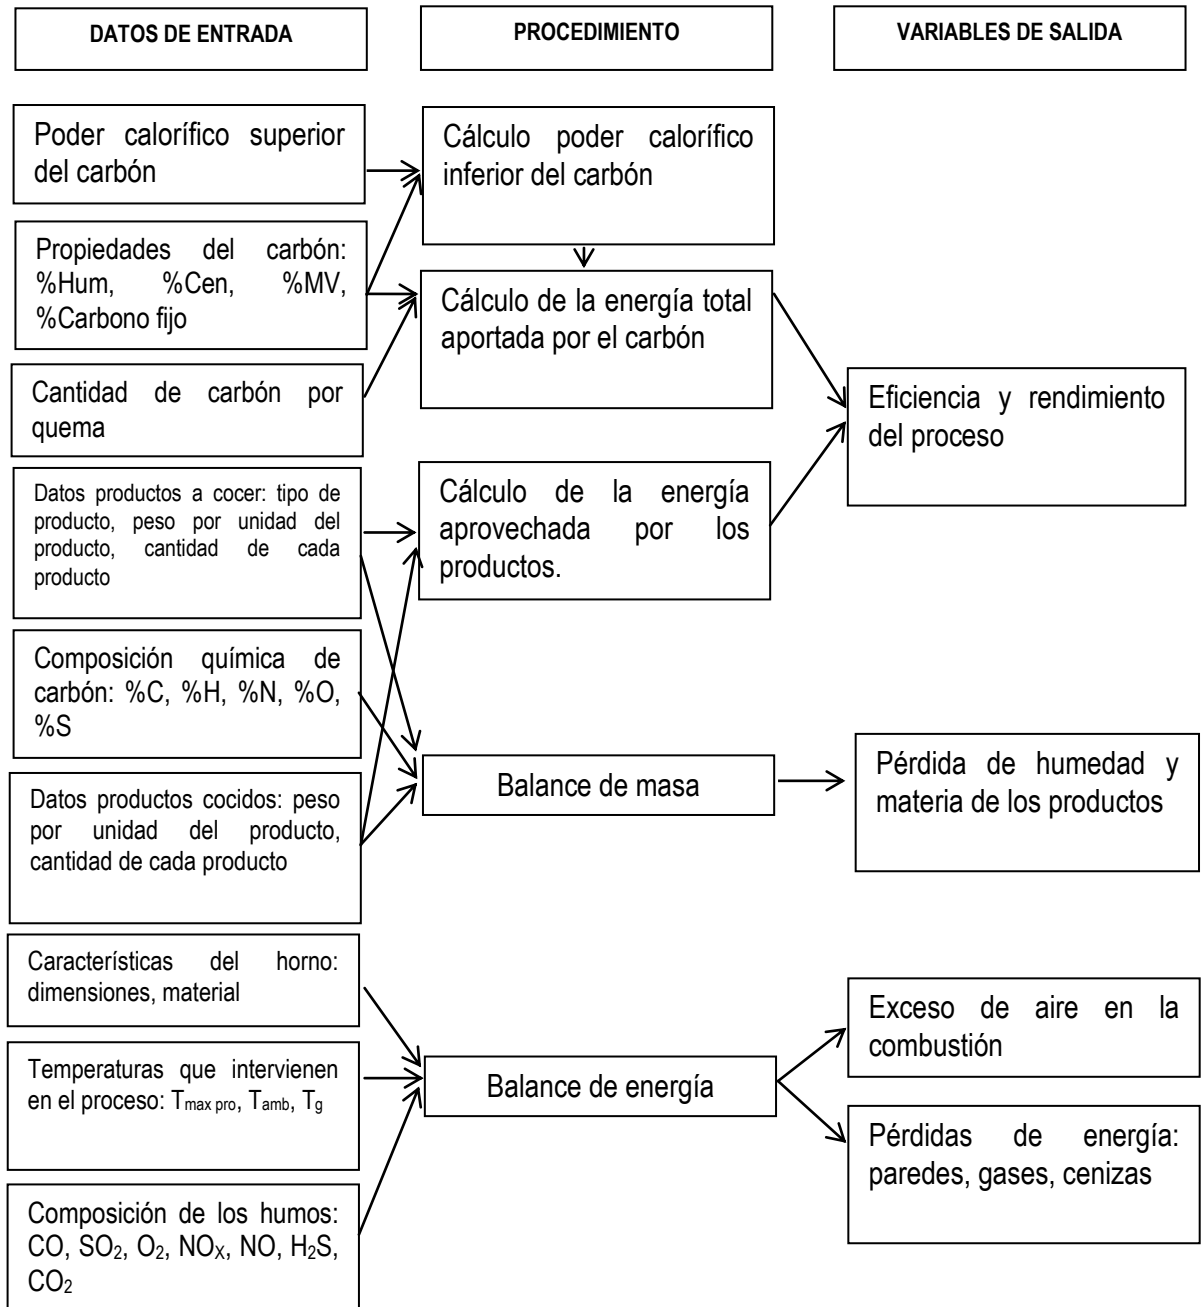 DATOS DE ENTRADA
PROCEDIMIENTO
VARIABLES DE SALIDA
Poder calorífico superior
del carbón
Cálculo poder calorífico
inferior del carbón
Propiedades del carbón:
%Hum, %Cen, %MV,
%Carbono fijo
Cálculo de la energía total
aportada por el carbón
Cantidad de carbón por
quema
Eficiencia y rendimiento
del proceso
Datos productos a cocer: tipo de
producto, peso por unidad del
producto, cantidad de cada
producto
Cálculo de la energía
aprovechada por los
productos.
Composición química de
carbón: %C, %H, %N, %O,
%S
Balance de masa
Pérdida de humedad y
materia de los productos
Datos productos cocidos: peso
por unidad del producto,
cantidad de cada producto
Características del horno:
dimensiones, material
Exceso de aire en la
combustión
Temperaturas que intervienen
en el proceso: Tmax pro, Tamb, Tg
Balance de energía
Pérdidas de energía:
paredes, gases, cenizas
Composición de los humos:
CO, SO2, O2, NOX, NO, H2S,
CO2